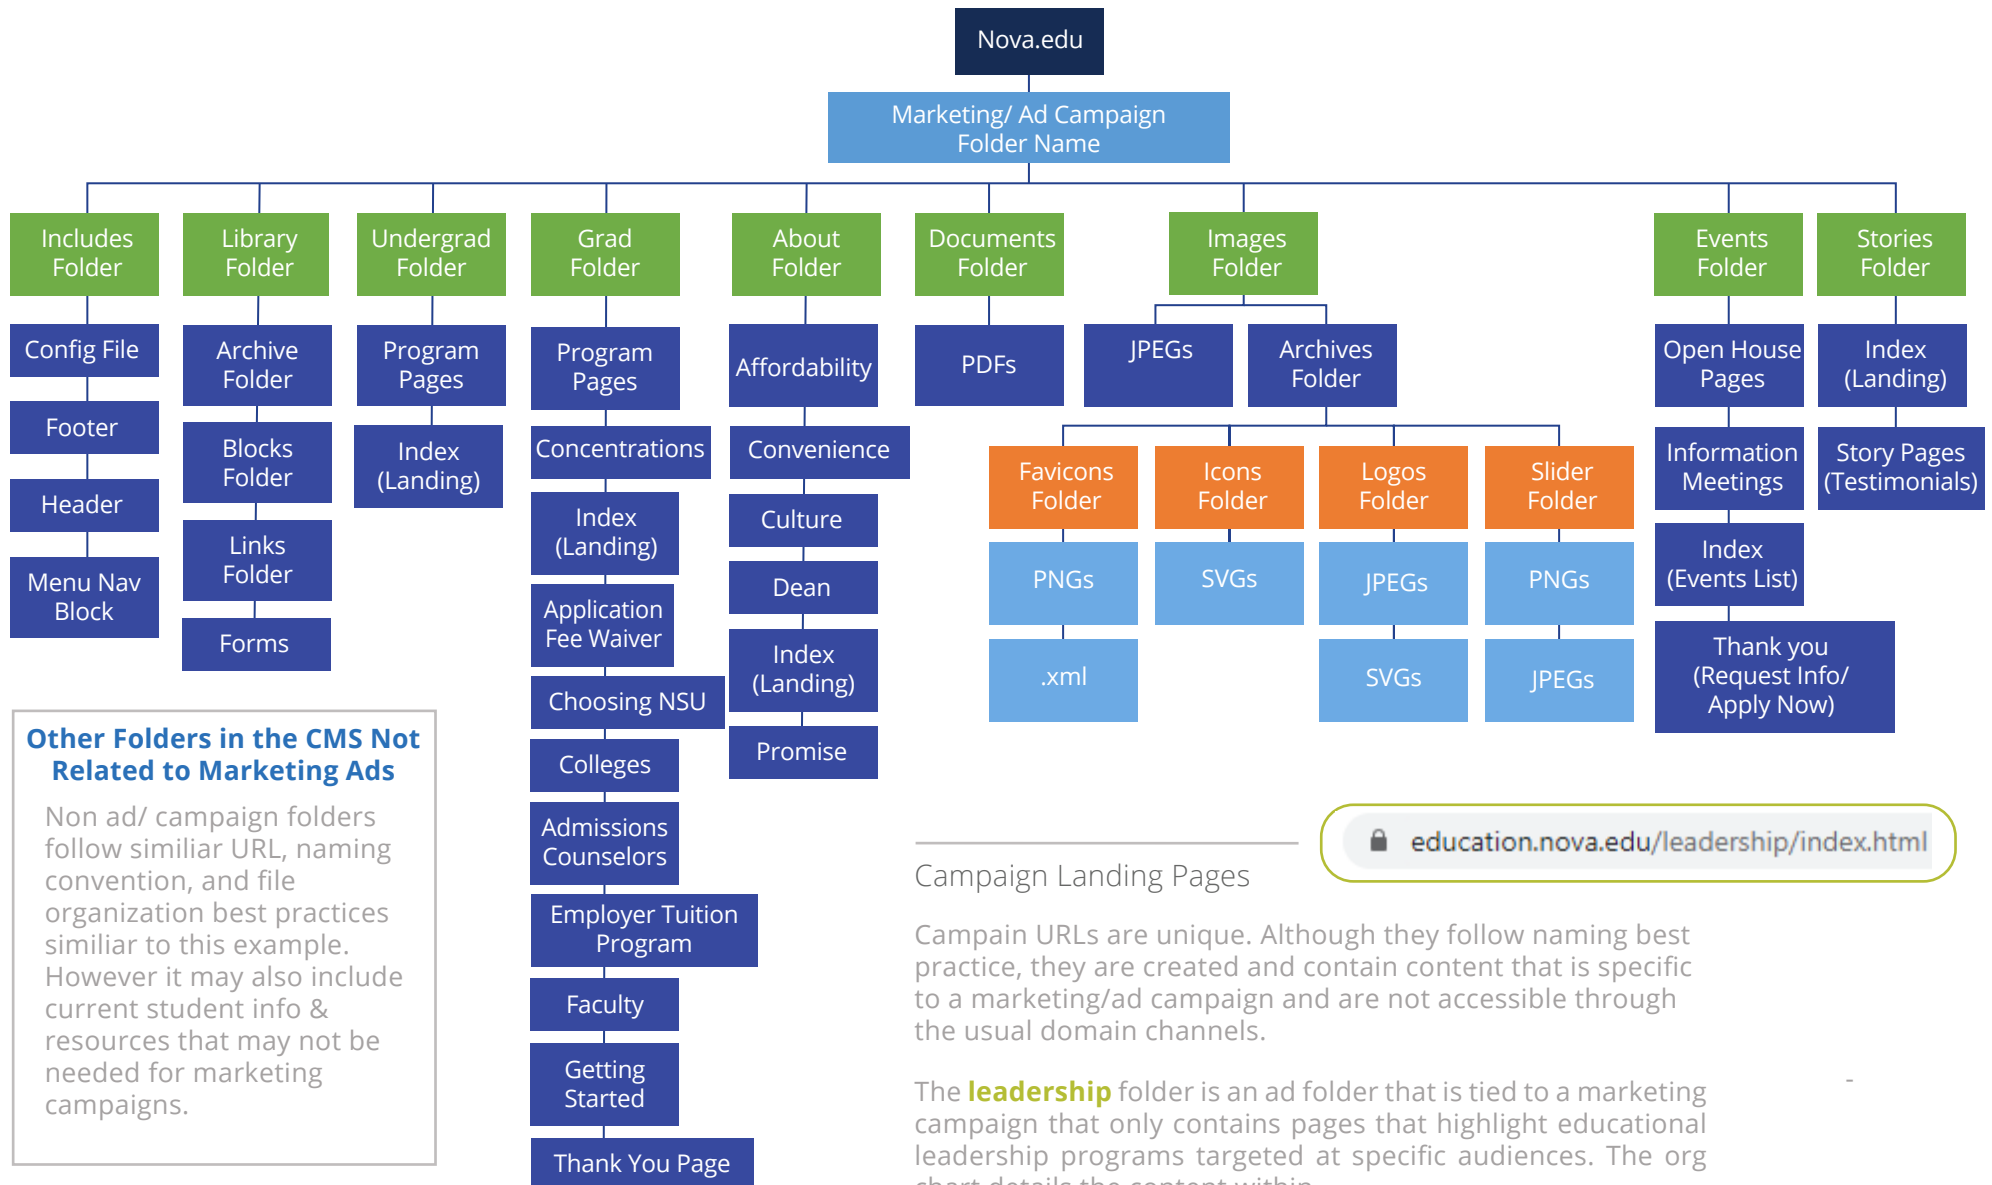 Nova.edu
Marketing/ Ad Campaign
Folder Name
Includes
Folder
Config File
Footer
Header
Menu Nav
Block
Library
Folder
Archive
Folder
Blocks
Folder
Links
Folder
Forms
Undergrad
Folder
Program
Pages
Index
(Landing)
Grad
Folder
Program
Pages
Concentrations
Index
(Landing)
Application
Fee Waiver
Choosing NSU
Colleges
Admissions
Counselors
Employer Tuition
Program
Faculty
Getting
Started
Thank You Page
About
Folder
Affordability
Convenience
Culture
Dean
Index
(Landing)
Promise
Documents
Folder
PDFs
Images
Folder
JPEGs
Archives
Folder
Favicons
Folder
PNGs
.xml
Icons
Folder
SVGs
Logos
Folder
JPEGs
SVGs
Slider
Folder
PNGs
JPEGs
Events
Folder
Open House
Pages
Information
Meetings
Index
(Events List)
Thank you
(Request Info/
Apply Now)
Stories
Folder
Index
(Landing)
Story Pages
(Testimonials)
Other Folders in the CMS Not
Related to Marketing Ads
Non ad/ campaign folders
follow similiar URL, naming
convention, and file
organization best practices
similiar to this example.
However it may also include
current student info &
resources that may not be
needed for marketing
campaigns.
education.nova.edu/leadership/index.html
Campaign Landing Pages
Campain URLs are unique. Although they follow naming best
practice, they are created and contain content that is specific
to a marketing/ad campaign and are not accessible through
the usual domain channels.
The leadership folder is an ad folder that is tied to a marketing
campaign that only contains pages that highlight educational
leadership programs targeted at specific audiences. The org
chart details the content within
-